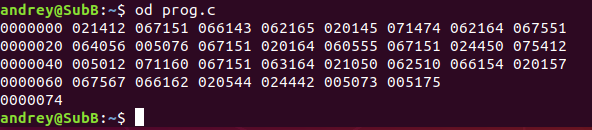 andrey@SubB:~$ od prog.c
0000000 021412 067151 066143 062165 020145 071474 062164 067551
0000020 064056 005076 067151 020164 060555 067151 024450 075412
0000040 005012 071160 067151 063164 021050 062510 066154 020157
0000060 067567 066162 020544 024442 005073 005175
0000074
andrey@SubB:~$